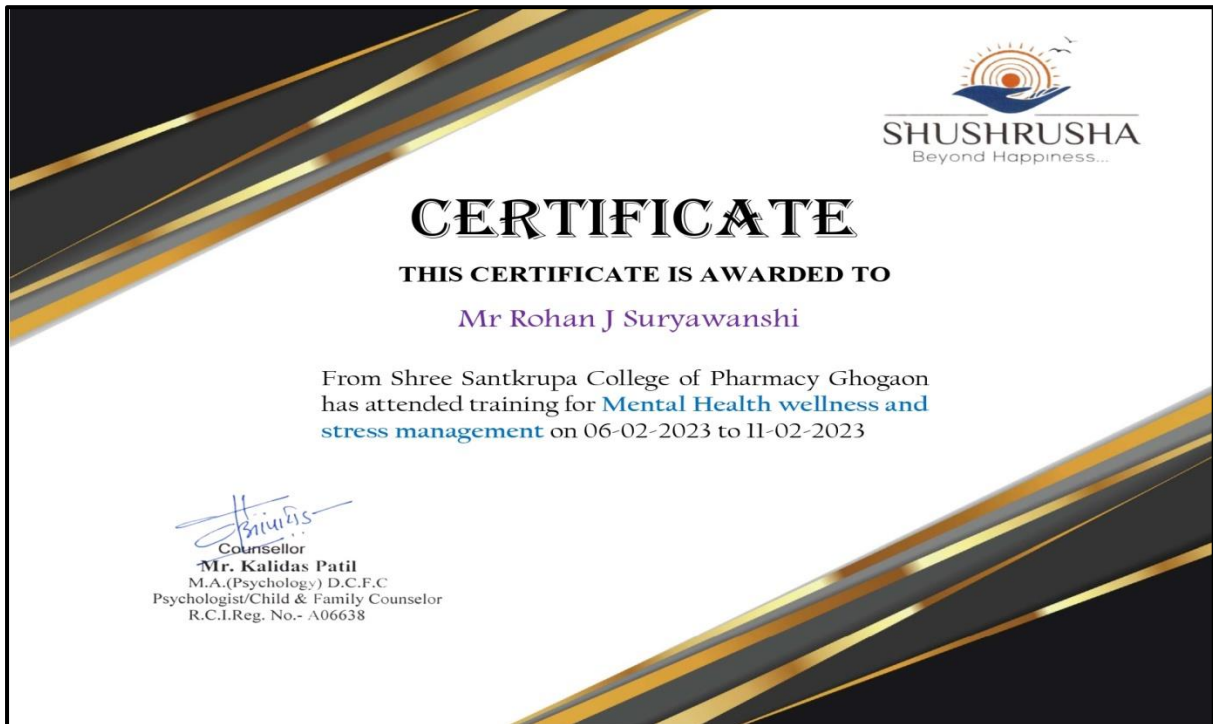 SHUSHRUSHA
Beyond Happiness...
CERTIFICATE
THIS CERTIFICATE IS AWARDED TO
Mr Rohan J Suryawanshi
From Shree Santkrupa College of Pharmacy Ghogaon
has attended training for Mental Health wellness and
stress management on 06-02-2023 to 11-02-2023
Counsellor
Mr. Kalidas Patil
M.A.(Psychology) D.C.F.C
Psychologist/Child & Family Counselor
R.C.I.Reg. No.- A06638